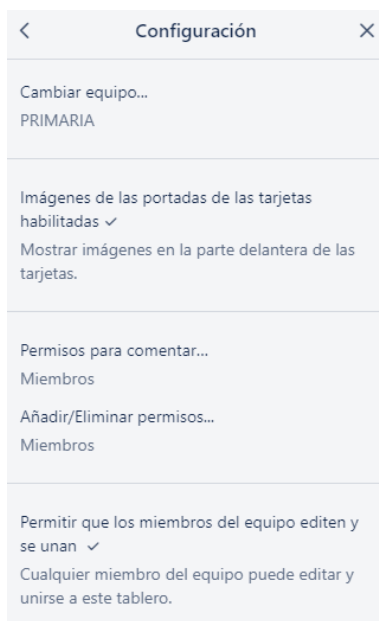 Configuración
Cambiar equipo...
PRIMARIA
Imágenes de las portadas de las tarjetas
habilitadas ✓
Mostrar imágenes en la parte delantera de las
tarjetas.
Permisos para comentar...
Miembros
Añadir/Eliminar permisos...
Miembros
Permitir que los miembros del equipo editen y
se unan ✓
Cualquier miembro del equipo puede editar y
unirse a este tablero.